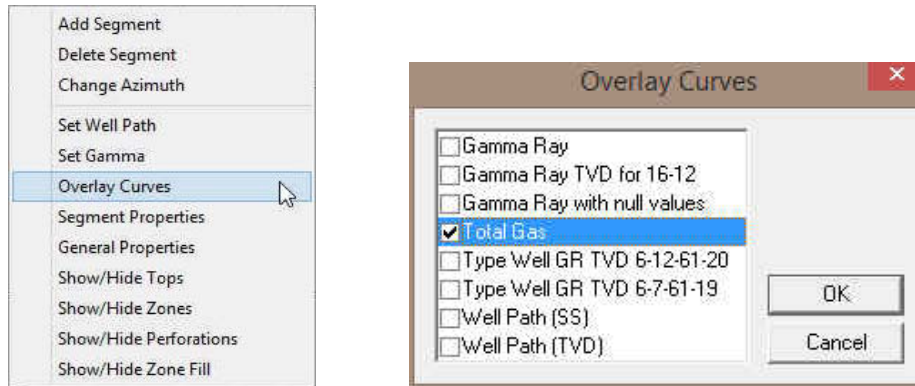 Add Segment
Delete Segment
Change Azimuth
Set Well Path
Set Gamma
Overlay Curves
Segment Properties
General Properties
Show/Hide Tops
Show/Hide Zones
Show/Hide Perforations
Show/Hide Zone Fill
Overlay Curves
Gamma Ray
Gamma Ray TVD for 16-12
Gamma Ray with null values
Total Gas
Type Well GR TVD 6-12-61-20
Type Well GR TVD 6-7-61-19
Well Path (SS)
Well Path (TVD)
OK
Cancel